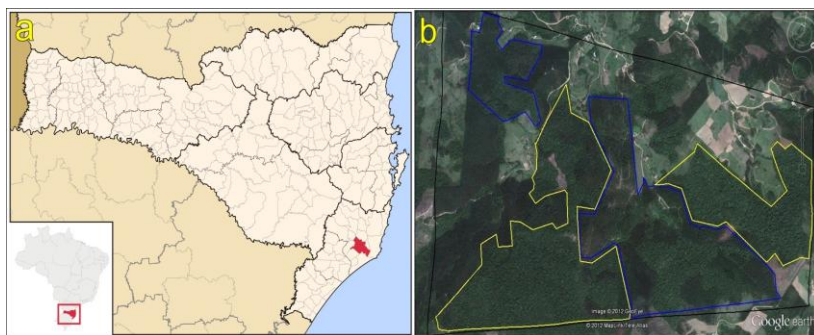 a
b
image © 2012 GeoEye
© 2012 MapLink/Tele Atlas
Google earth